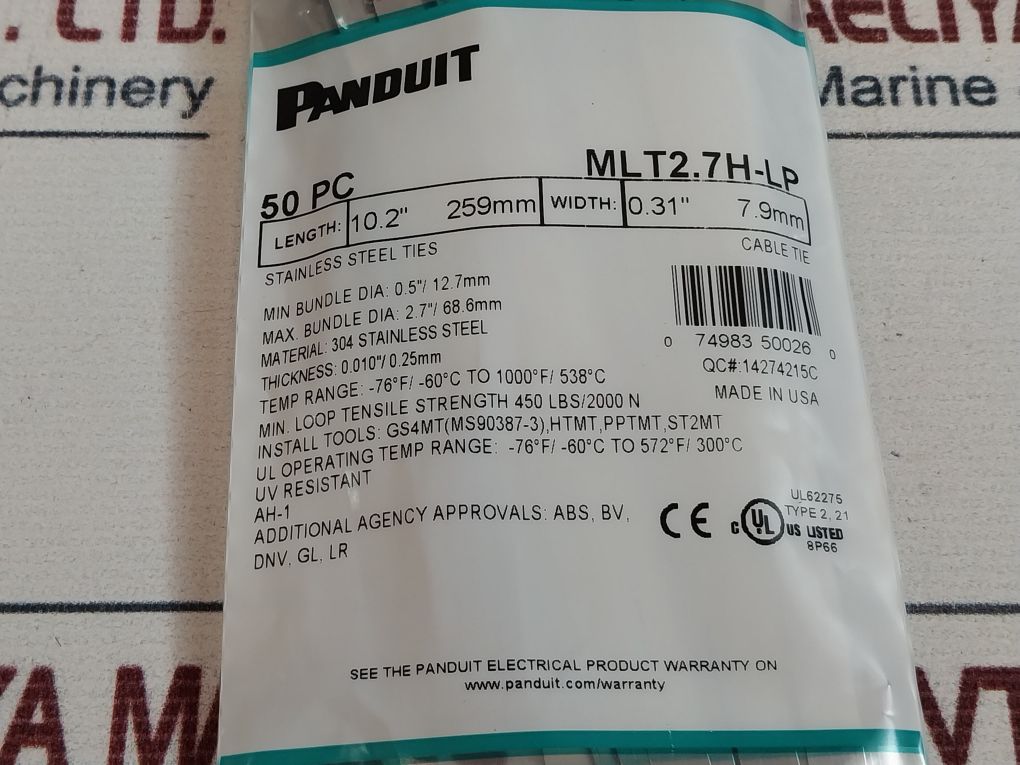 . LTD.
AELIYA
chinery
Marine
PANDUIT
50 PC
MLT2.7H-LP
LENGTH: 10.2" 259mm WIDTH: 0.31" 7.9mm
STAINLESS STEEL TIES
CABLE TIE
MIN BUNDLE DIA: 0.5"/ 12.7mm
MAX. BUNDLE DIA: 2.7"/ 68.6mm
MATERIAL: 304 STAINLESS STEEL
THICKNESS: 0.010"/ 0.25mm
TEMP RANGE: -76°F/ -60°C TO 1000°F/ 538°C
MIN. LOOP TENSILE STRENGTH 450 LBS/2000 N
INSTALL TOOLS: GS4MT(MS90387-3),HTMT,PPTMT,ST2MT
UL OPERATING TEMP RANGE: -76°F/ -60°C TO 572°F/ 300°C
UV RESISTANT
AH-1
ADDITIONAL AGENCY APPROVALS: ABS, BV,
DNV, GL, LR
0 74983 50026 0
QC#:14274215C
MADE IN USA
CE
c UL US LISTED
UL62275
TYPE 2, 21
8P66
SEE THE PANDUIT ELECTRICAL PRODUCT WARRANTY ON
www.panduit.com/warranty
YA MA
VT